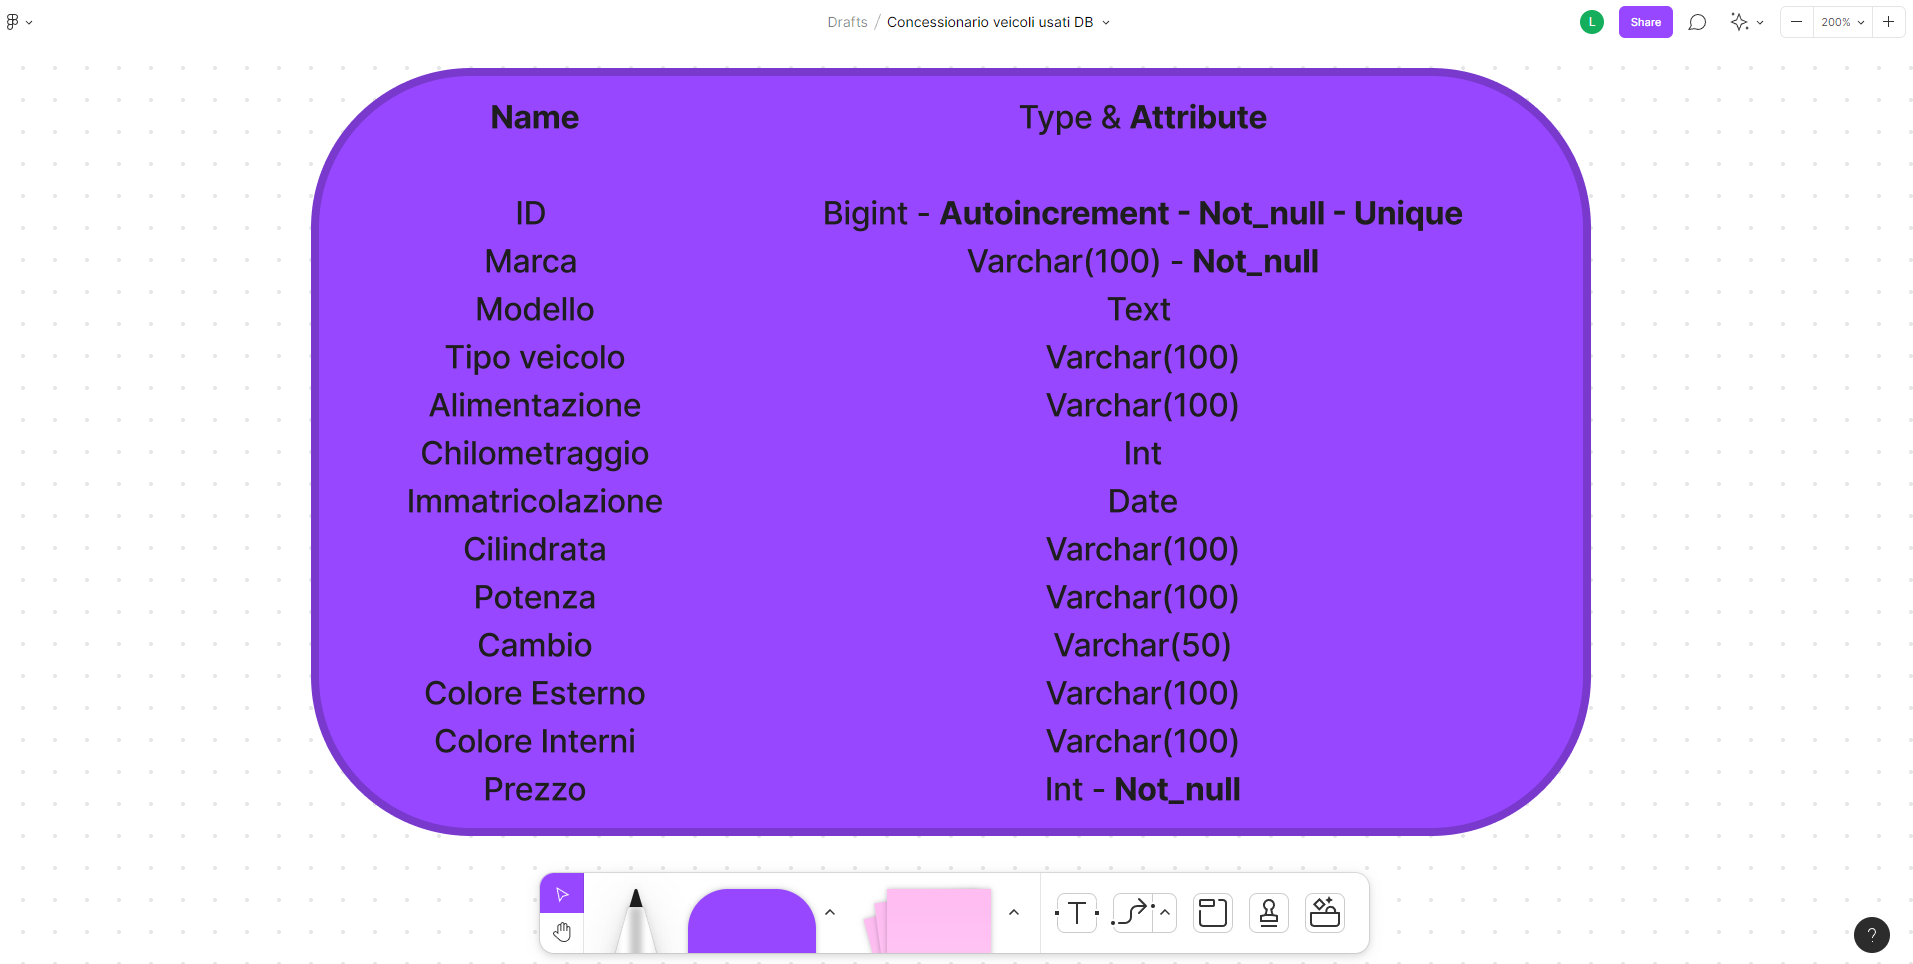 Drafts / Concessionario veicoli usati DB
L
Share
200%
Name Type & Attribute
ID Bigint - Autoincrement - Not_null - Unique
Marca Varchar(100) - Not_null
Modello Text
Tipo veicolo Varchar(100)
Alimentazione Varchar(100)
Chilometraggio Int
Immatricolazione Date
Cilindrata Varchar(100)
Potenza Varchar(100)
Cambio Varchar(50)
Colore Esterno Varchar(100)
Colore Interni Varchar(100)
Prezzo Int - Not_null
T
?